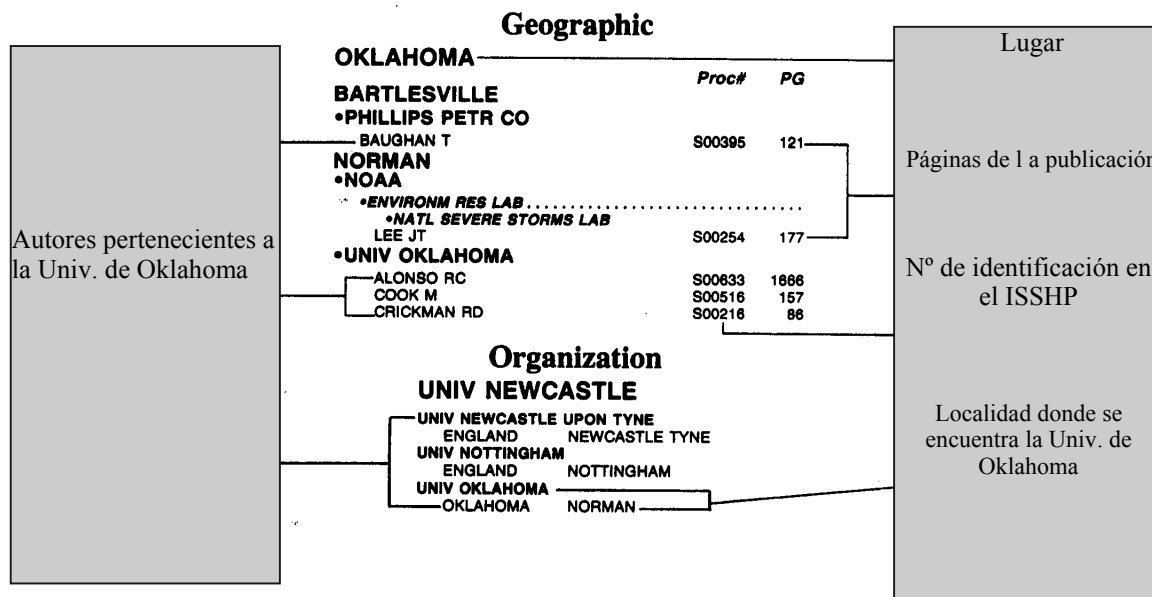 Geographic
OKLAHOMA
Proc# PG
BARTLESVILLE
•PHILLIPS PETR CO
BAUGHAN T S00395 121
NORMAN
•NOAA
•ENVIRONM RES LAB
•NATL SEVERE STORMS LAB
LEE JT S00254 177
•UNIV OKLAHOMA
ALONSO RC S00633 1666
COOK M S00516 157
CRICKMAN RD S00216 86
Organization
UNIV NEWCASTLE
UNIV NEWCASTLE UPON TYNE
ENGLAND NEWCASTLE TYNE
UNIV NOTTINGHAM
ENGLAND NOTTINGHAM
UNIV OKLAHOMA
OKLAHOMA NORMAN
Autores pertenecientes a
la Univ. de Oklahoma
Lugar
Páginas de l a publicación
Nº de identificación en
el ISSHP
Localidad donde se
encuentra la Univ. de
Oklahoma